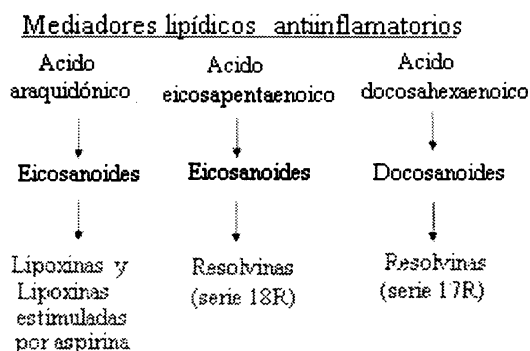 Mediadores lipídicos antiinflamatorios
Acido
araquidónico
Acido
eicosapentaenoico
Acido
docosahexaenoico
Eicosanoides
Eicosanoides
Docosanoides
Lipoxinas y
Lipoxinas
estimuladas
por aspirina
Resolvinas
(serie 18R)
Resolvinas
(serie 17R)